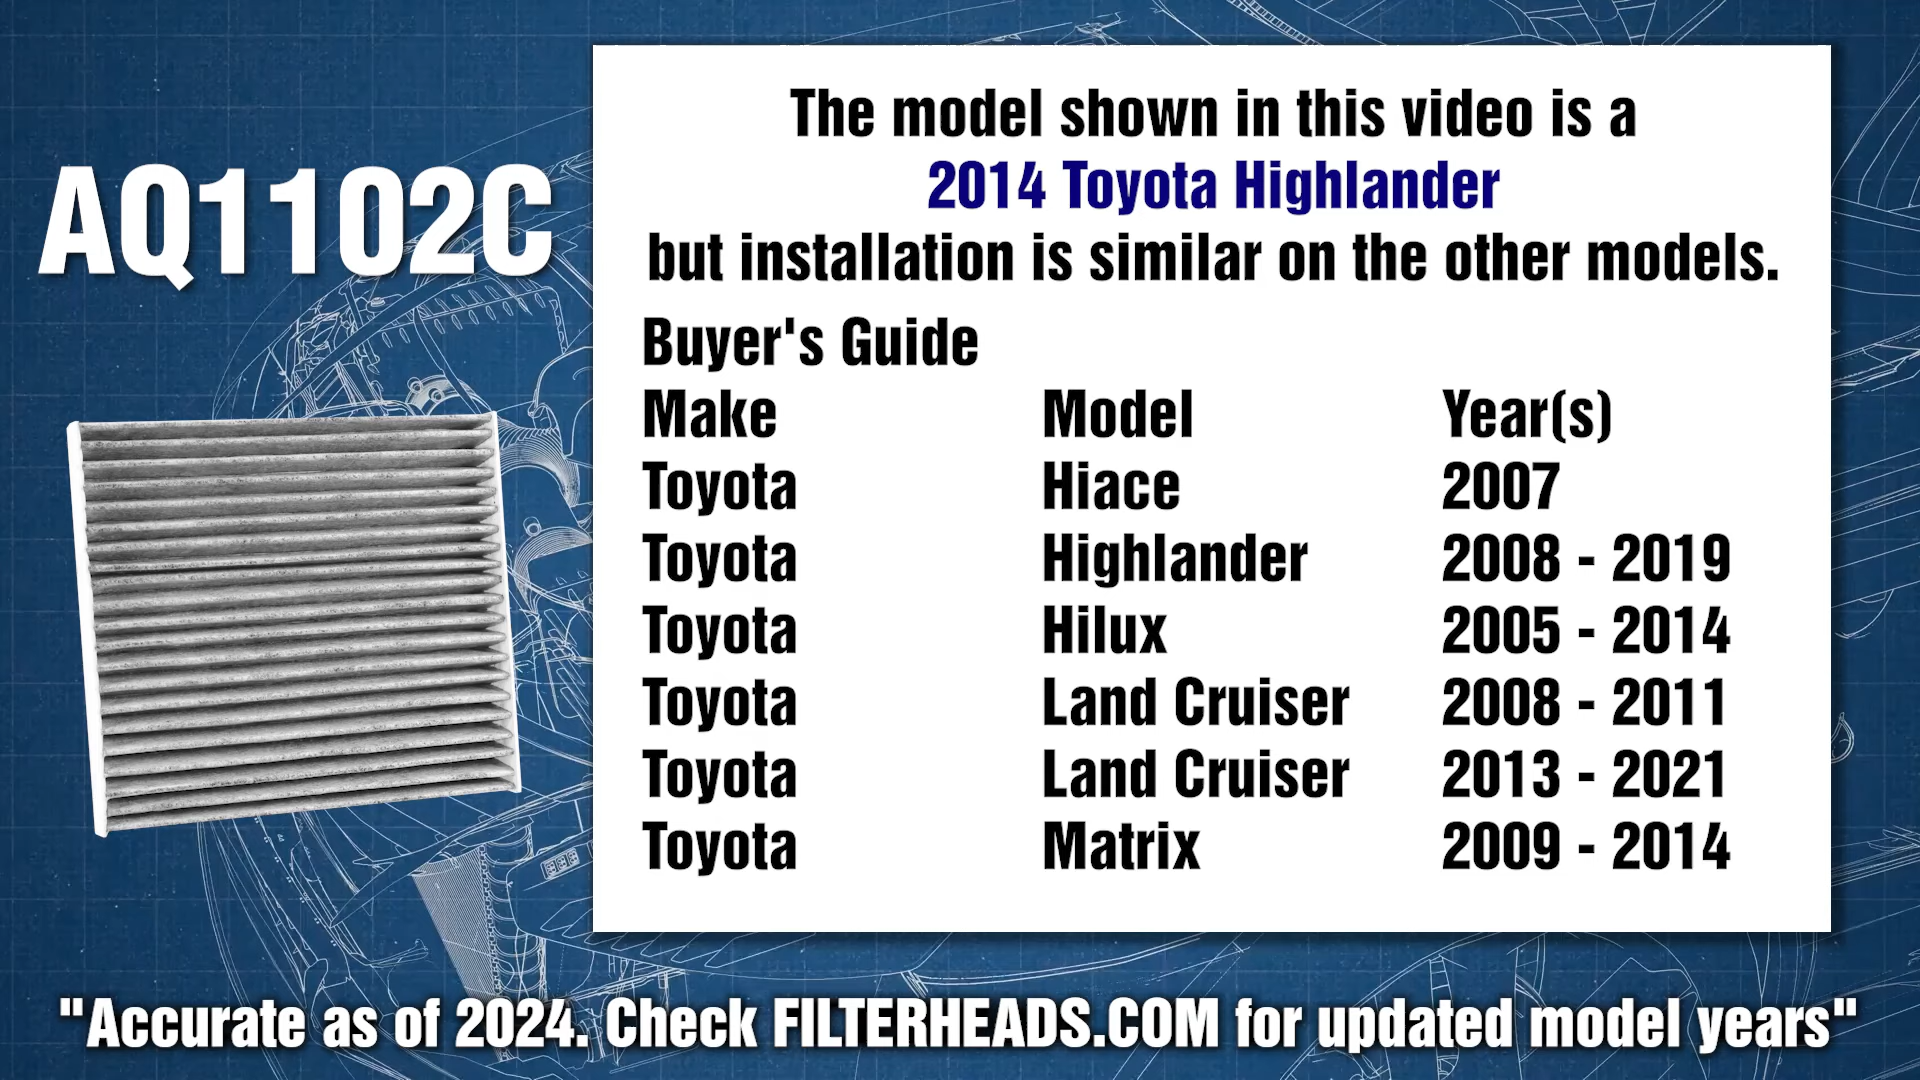 AQ1102C
The model shown in this video is a
2014 Toyota Highlander
but installation is similar on the other models.
Buyer's Guide
Make Model Year(s)
Toyota Hiace 2007
Toyota Highlander 2008 - 2019
Toyota Hilux 2005 - 2014
Toyota Land Cruiser 2008 - 2011
Toyota Land Cruiser 2013 - 2021
Toyota Matrix 2009 - 2014
"Accurate as of 2024. Check FILTERHEADS.COM for updated model years"